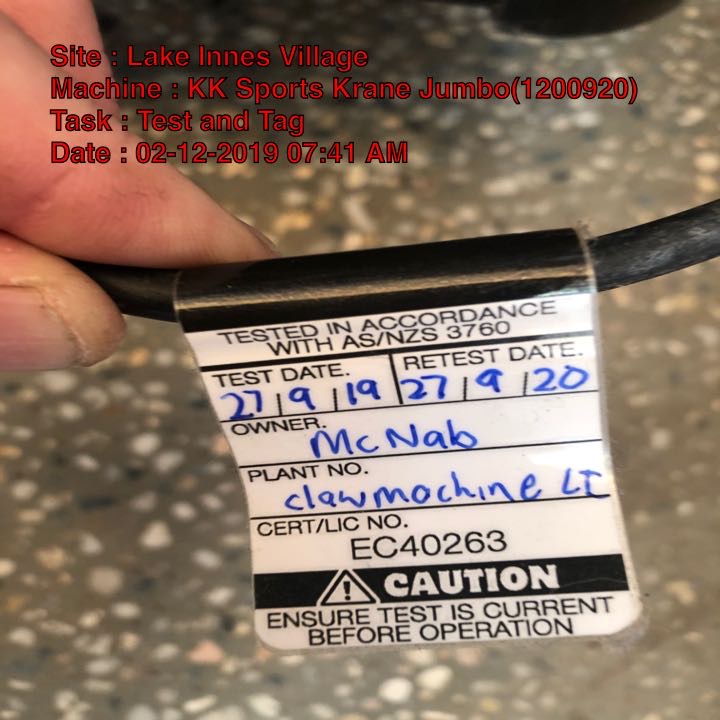 Site : Lake Innes Village
Machine : KK Sports Krane Jumbo(1200920)
Task : Test and Tag
Date : 02-12-2019 07:41 AM
TESTED IN ACCORDANCE
WITH AS/NZS 3760
TEST DATE. RETEST DATE.
27/9/19 27/9/20
OWNER.
McNab
PLANT NO.
clawmachine LI
CERT/LIC NO.
EC40263
CAUTION
ENSURE TEST IS CURRENT
BEFORE OPERATION